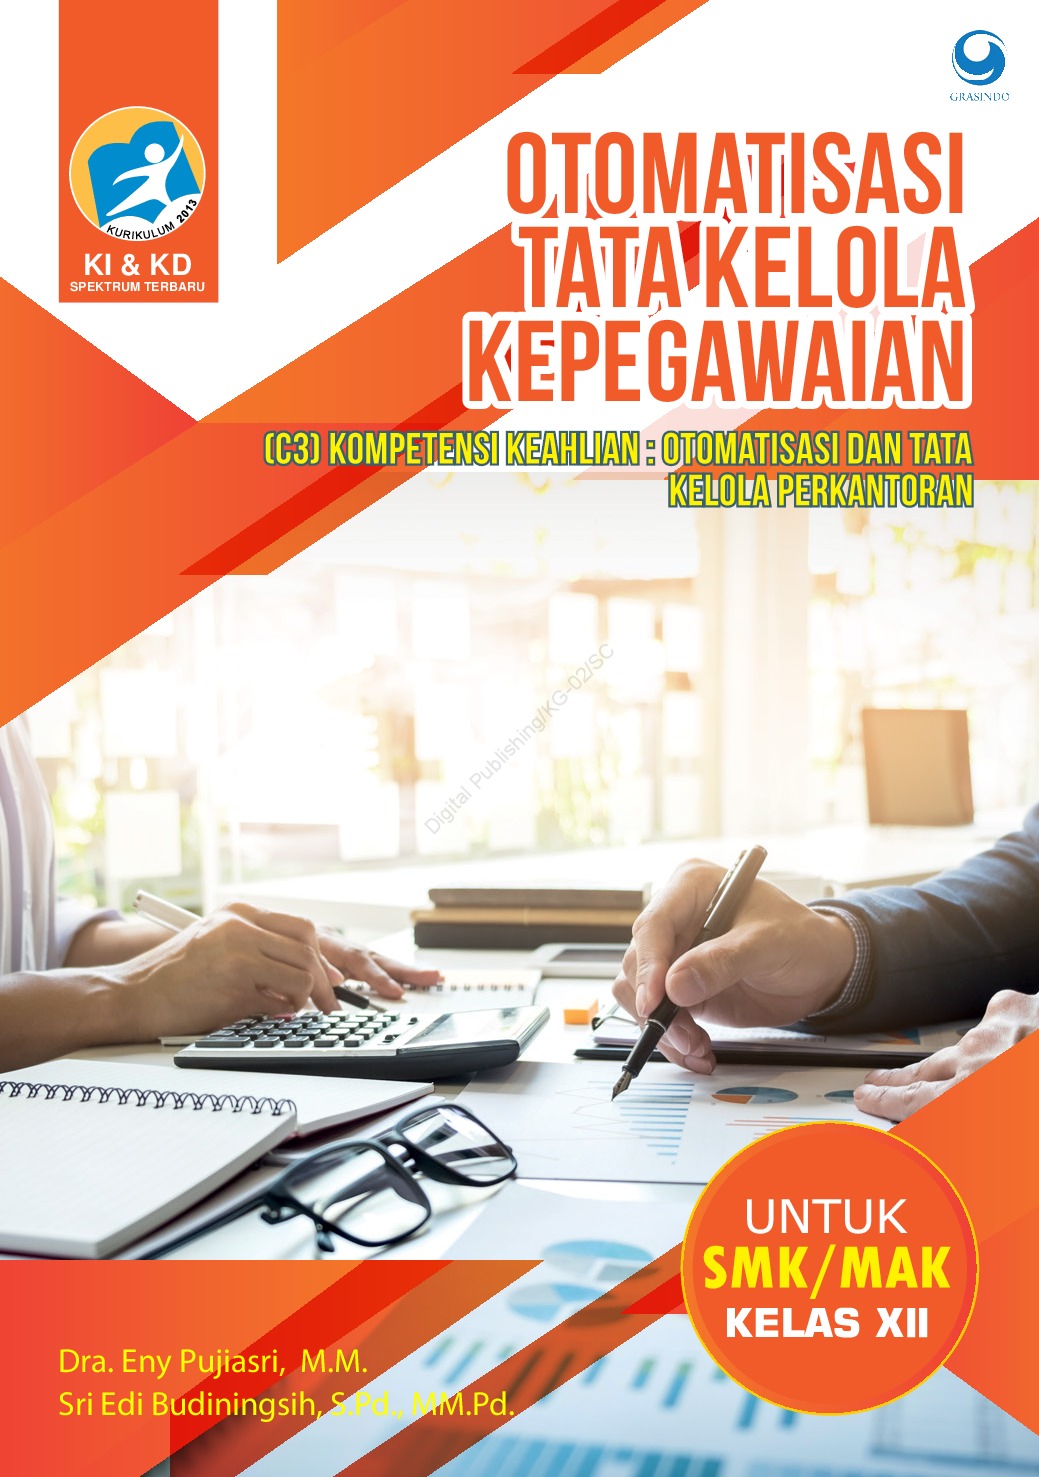 GRASINDO
KURIKULUM 2013
KI & KD
SPEKTRUM TERBARU
OTOMATISASI
TATA KELOLA
KEPEGAWAIAN
(C3) KOMPETENSI KEAHLIAN : OTOMATISASI DAN TATA
KELOLA PERKANTORAN
Digital Publishing/KG-02/SC
UNTUK
SMK/MAK
KELAS XII
Dra. Eny Pujiasri, M.M.
Sri Edi Budiningsih, S.Pd., MM.Pd.